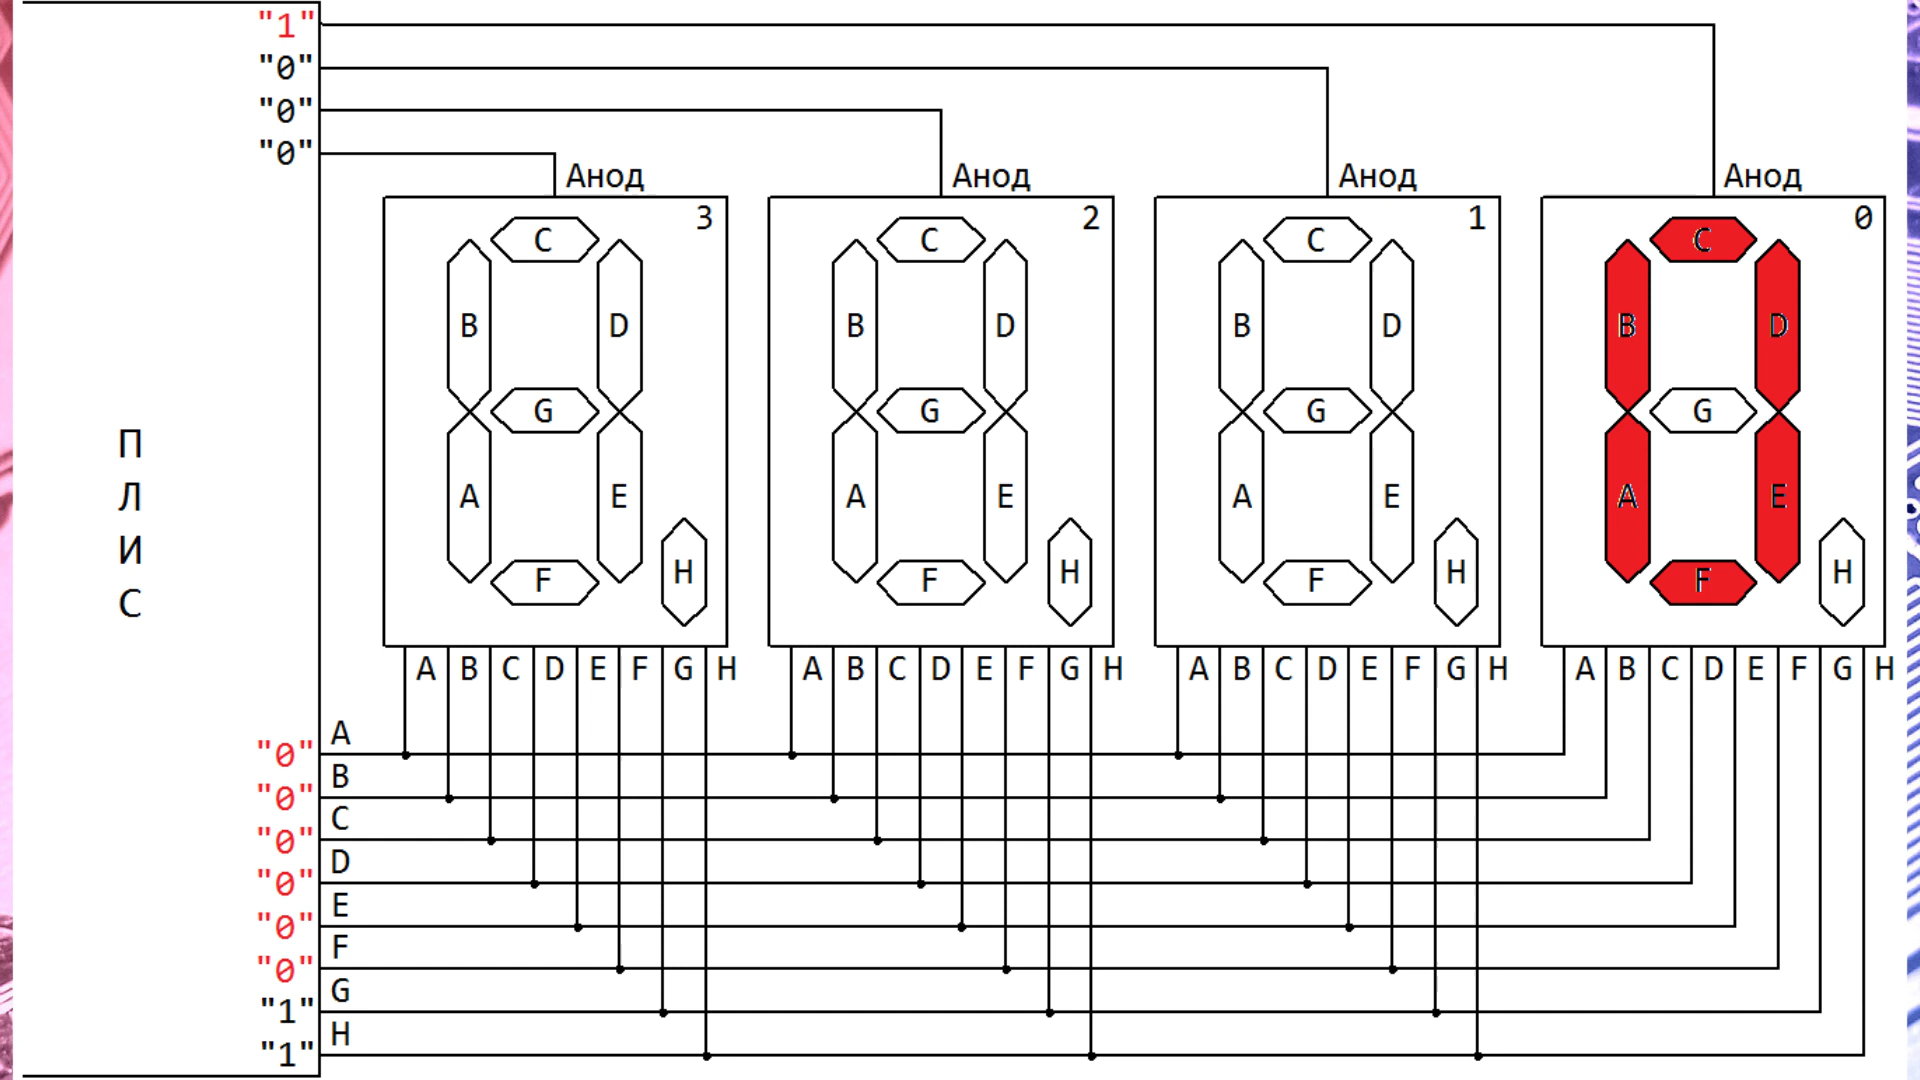 "1"
"0"
"0"
"0"
Анод Анод Анод Анод
3 2 1 0
C C C C
B D B D B D B D
G G G G
П
Л
И
С
A E A E A E A E
H H H H
F F F F
A B C D E F G H A B C D E F G H A B C D E F G H A B C D E F G H
A
"0"
B
"0"
C
"0"
D
"0"
E
"0"
F
"0"
G
"1"
H
"1"